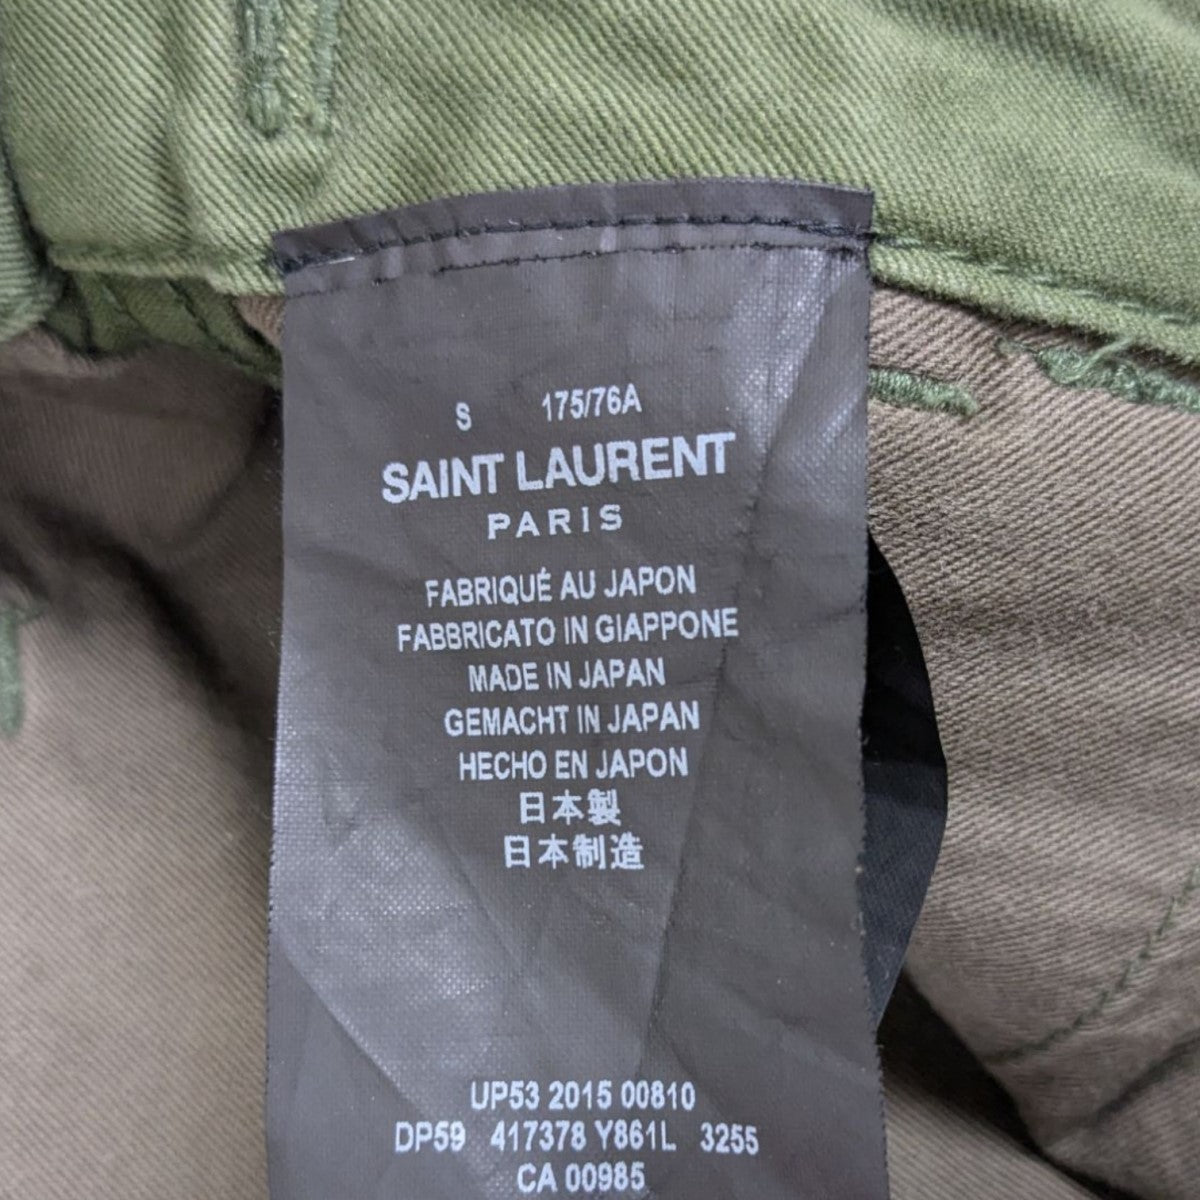 S 175/76A
SAINT LAURENT
PARIS
FABRIQUÉ AU JAPON
FABBRICATO IN GIAPPONE
MADE IN JAPAN
GEMACHT IN JAPAN
HECHO EN JAPON
日本製
日本制造
UP53 2015 00810
DP59 417378 Y861L 3255
CA 00985